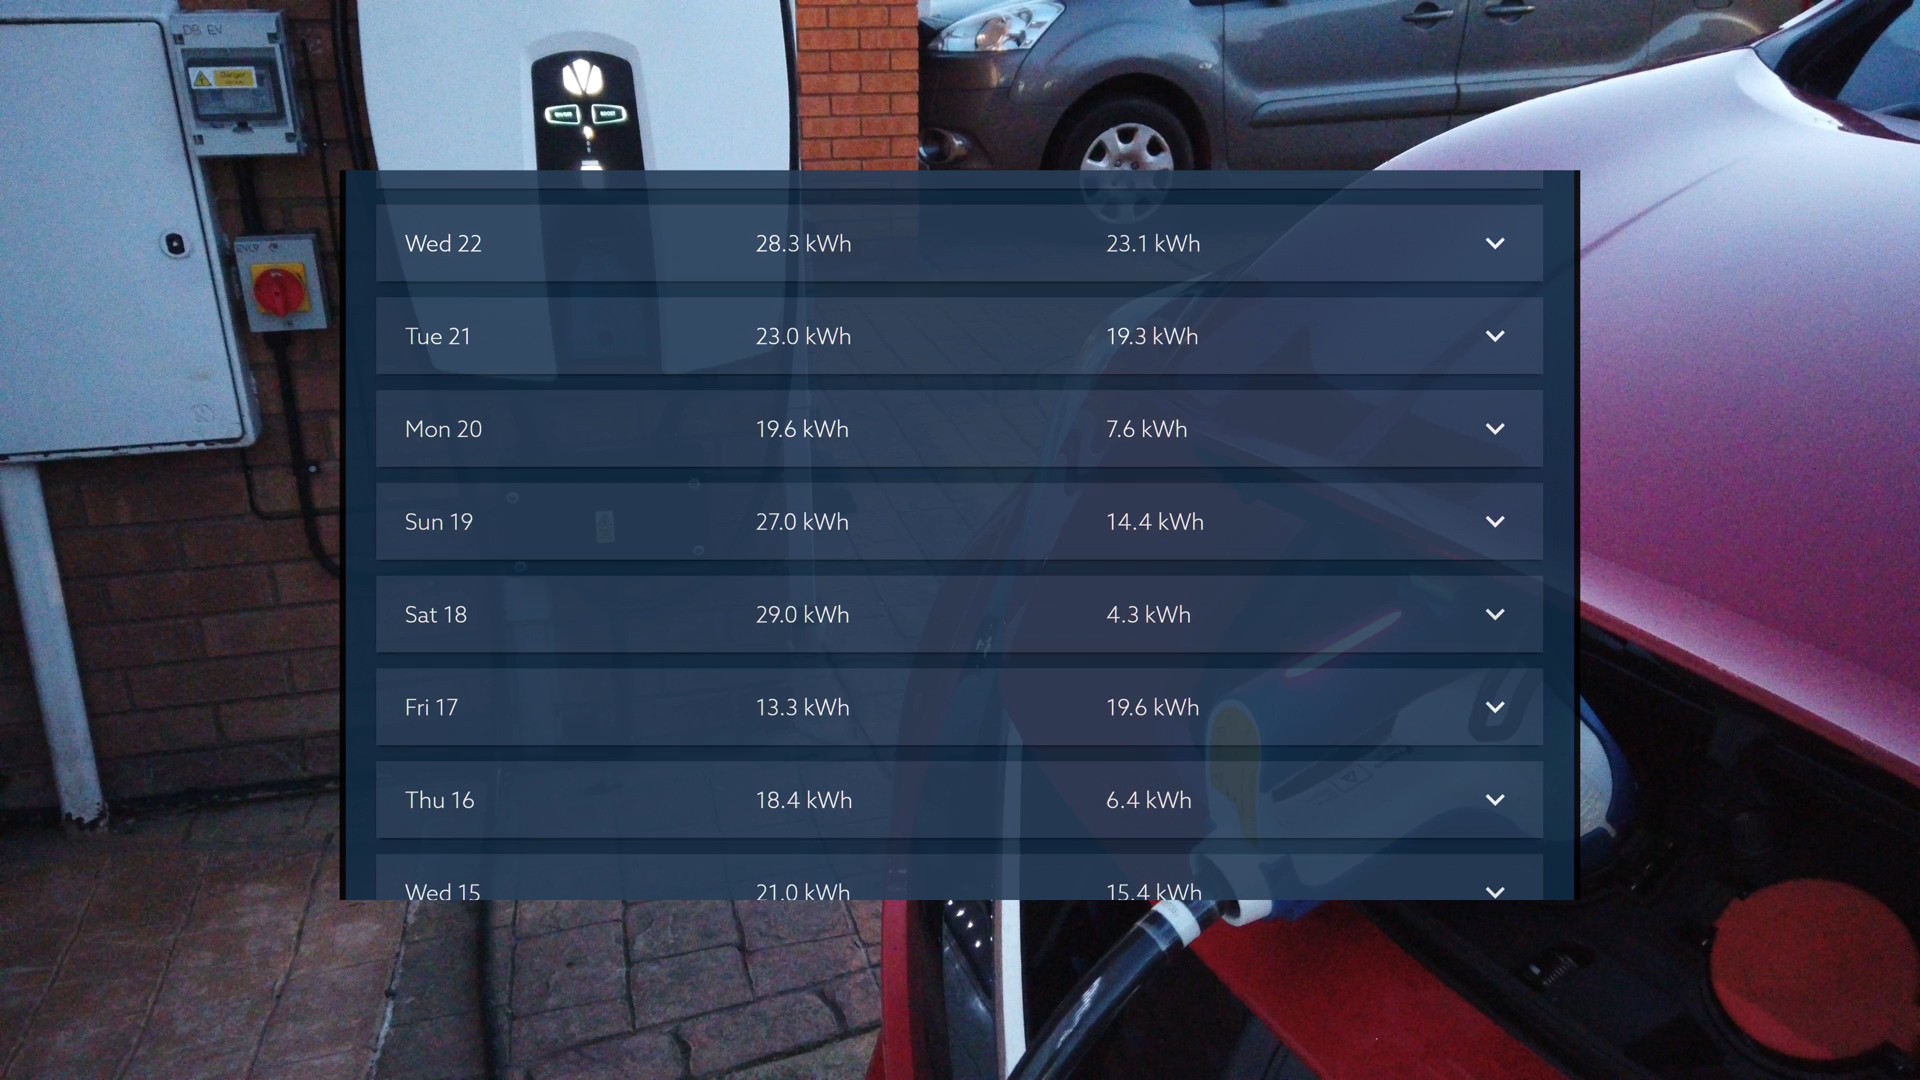 DB EV
Danger
Wed 22 28.3 kWh 23.1 kWh
Tue 21 23.0 kWh 19.3 kWh
Mon 20 19.6 kWh 7.6 kWh
Sun 19 27.0 kWh 14.4 kWh
Sat 18 29.0 kWh 4.3 kWh
Fri 17 13.3 kWh 19.6 kWh
Thu 16 18.4 kWh 6.4 kWh
Wed 15 21.0 kWh 15.4 kWh